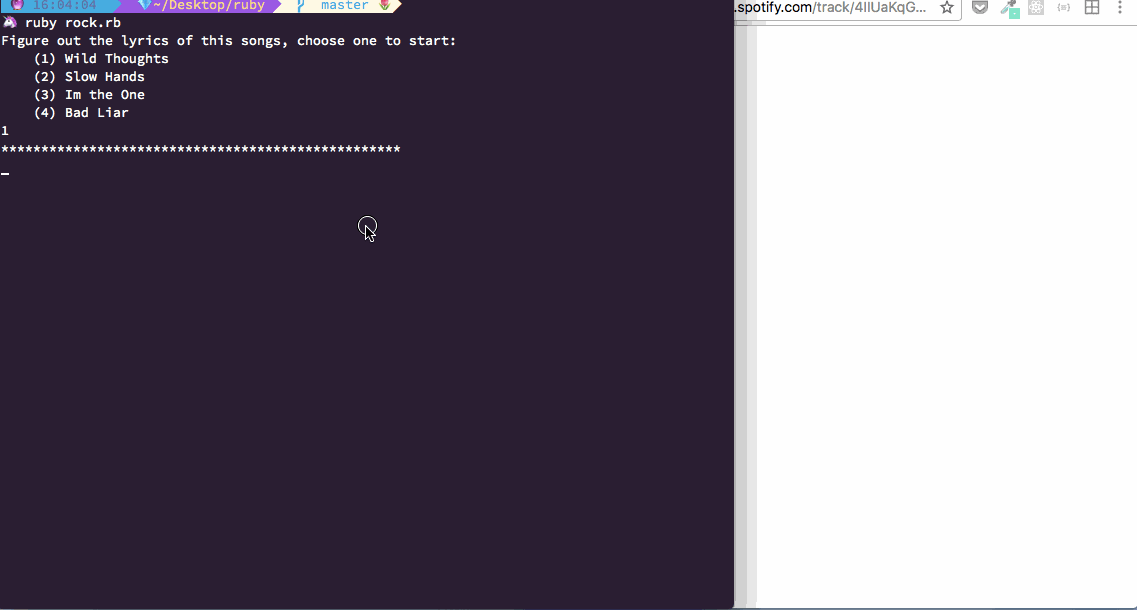 16:04:04 ~/Desktop/ruby master
ruby rock.rb
Figure out the lyrics of this songs, choose one to start:
(1) Wild Thoughts
(2) Slow Hands
(3) Im the One
(4) Bad Liar
1
**************************************************
.spotify.com/track/4IIUaKqG...